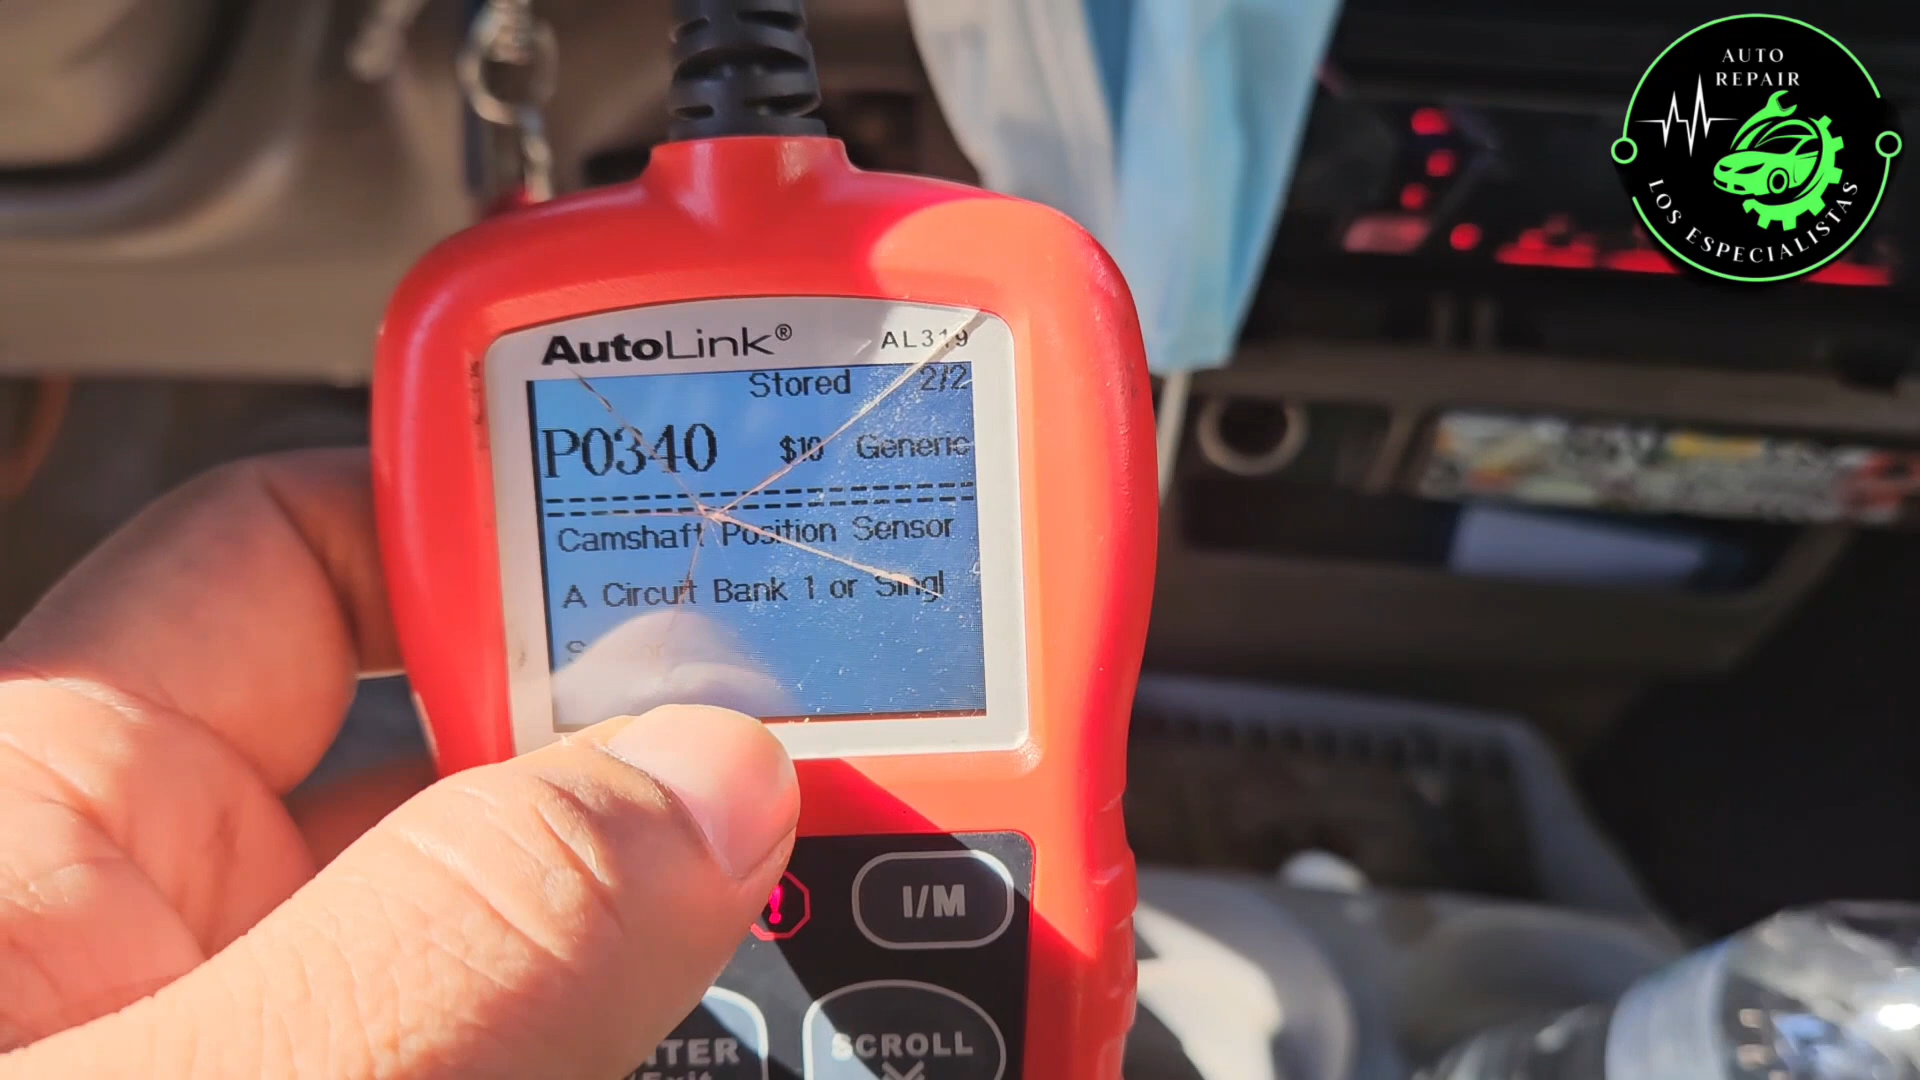 AUTO
REPAIR
LOS ESPECIALISTAS
AutoLink® AL319
Stored 2/2
P0340 $10 Generic
Camshaft Position Sensor
A Circuit Bank 1 or Singl
I/M
SCROLL